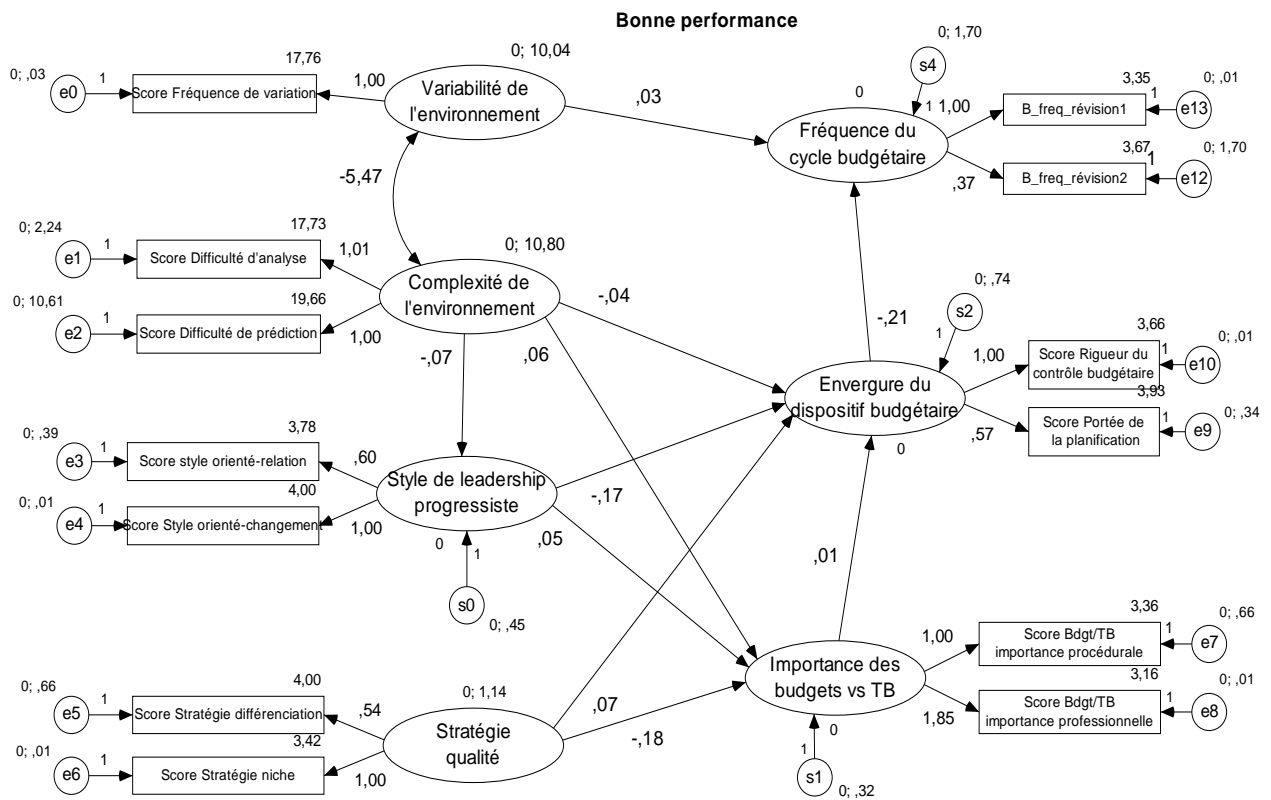 Bonne performance
0; ,03
e0
1
17,76
Score Fréquence de variation
1,00
0; 10,04
Variabilité de
l'environnement
,03
0; 1,70
s4
0
1
Fréquence du
cycle budgétaire
1,00
3,35
B_freq_révision1
1
0; ,01
e13
,37
3,67
B_freq_révision2
1
0; 1,70
e12
-5,47
0; 2,24
e1
1
17,73
Score Difficulté d'analyse
1,01
0; 10,80
Complexité de
l'environnement
0; 10,61
e2
1
19,66
Score Difficulté de prédiction
1,00
-,07
,06
-,04
-,21
0; ,74
s2
1
Envergure du
dispositif budgétaire
0
1,00
3,66
Score Rigueur du
contrôle budgétaire
1
0; ,01
e10
,57
3,93
Score Portée de
la planification
1
0; ,34
e9
0; ,39
e3
1
3,78
Score style orienté-relation
,60
Style de leadership
progressiste
0; ,01
e4
1
4,00
Score Style orienté-changement
1,00
0
1
s0
0; ,45
-,17
,05
,01
0; ,66
e5
1
4,00
Score Stratégie différenciation
,54
0; 1,14
Stratégie
qualité
0; ,01
e6
1
3,42
Score Stratégie niche
1,00
,07
-,18
Importance des
budgets vs TB
0
1
s1
0; ,32
1,00
3,36
Score Bdgt/TB
importance procédurale
1
0; ,66
e7
1,85
3,16
Score Bdgt/TB
importance professionnelle
1
0; ,01
e8